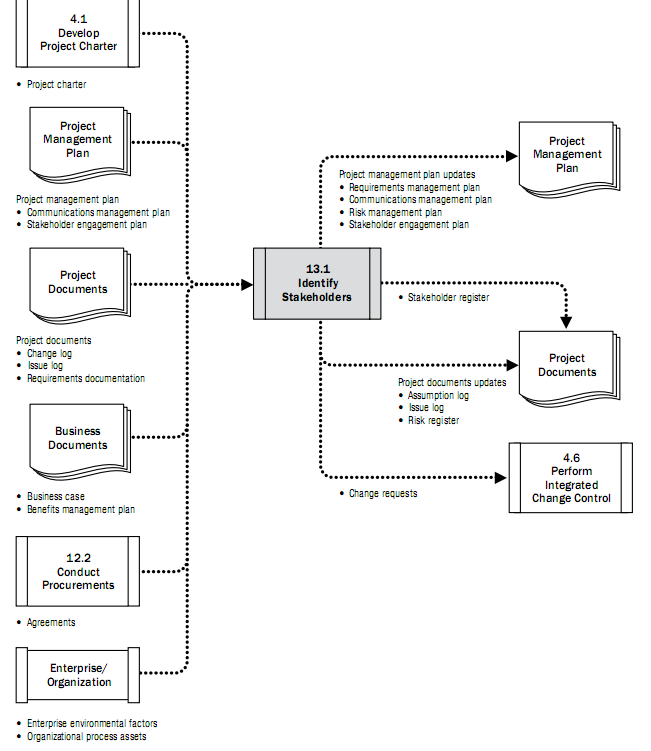 4.1
Develop
Project Charter
• Project charter
Project
Management
Plan
Project management plan
• Communications management plan
• Stakeholder engagement plan
Project
Documents
Project documents
• Change log
• Issue log
• Requirements documentation
Business
Documents
• Business case
• Benefits management plan
12.2
Conduct
Procurements
• Agreements
Enterprise/
Organization
• Enterprise environmental factors
• Organizational process assets
13.1
Identify
Stakeholders
Project management plan updates
• Requirements management plan
• Communications management plan
• Risk management plan
• Stakeholder engagement plan
Project
Management
Plan
• Stakeholder register
Project
Documents
Project documents updates
• Assumption log
• Issue log
• Risk register
• Change requests
4.6
Perform
Integrated
Change Control